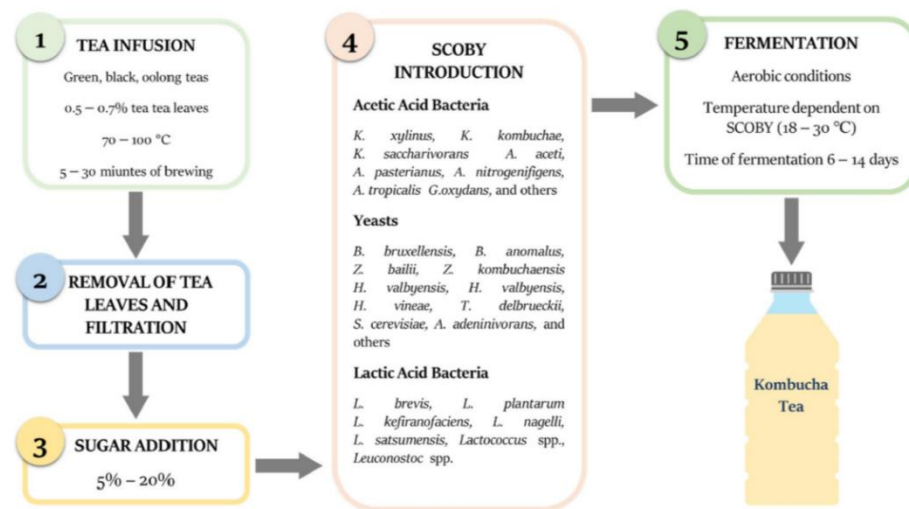 1
TEA INFUSION
Green, black, oolong teas
0.5 – 0.7% tea tea leaves
70 – 100 °C
5 – 30 miuntes of brewing
2
REMOVAL OF TEA
LEAVES AND
FILTRATION
3
SUGAR ADDITION
5% – 20%
4
SCOBY
INTRODUCTION
Acetic Acid Bacteria
K. xylinus, K. kombuchae,
K. saccharivorans A. aceti,
A. pasterianus, A. nitrogenifigens,
A. tropicalis G.oxydans, and others
Yeasts
B. bruxellensis, B. anomalus,
Z. bailii, Z. kombuchaensis
H. valbyensis, H. valbyensis,
H. vineae, T. delbrueckii,
S. cerevisiae, A. adeninivorans, and
others
Lactic Acid Bacteria
L. brevis, L. plantarum
L. kefiranofaciens, L. nagelli,
L. satsumensis, Lactococcus spp.,
Leuconostoc spp.
5
FERMENTATION
Aerobic conditions
Temperature dependent on
SCOBY (18 – 30 °C)
Time of fermentation 6 – 14 days
Kombucha
Tea